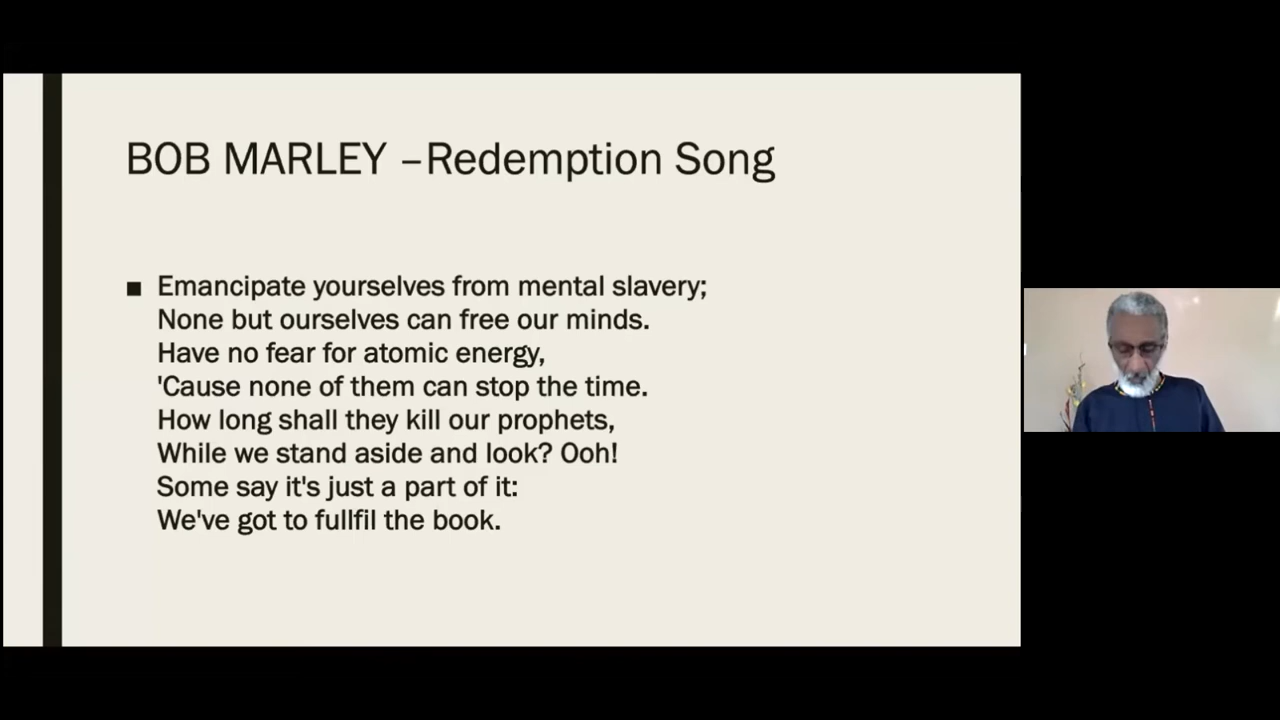 BOB MARLEY –Redemption Song
■ Emancipate yourselves from mental slavery;
None but ourselves can free our minds.
Have no fear for atomic energy,
'Cause none of them can stop the time.
How long shall they kill our prophets,
While we stand aside and look? Ooh!
Some say it's just a part of it:
We've got to fullfil the book.